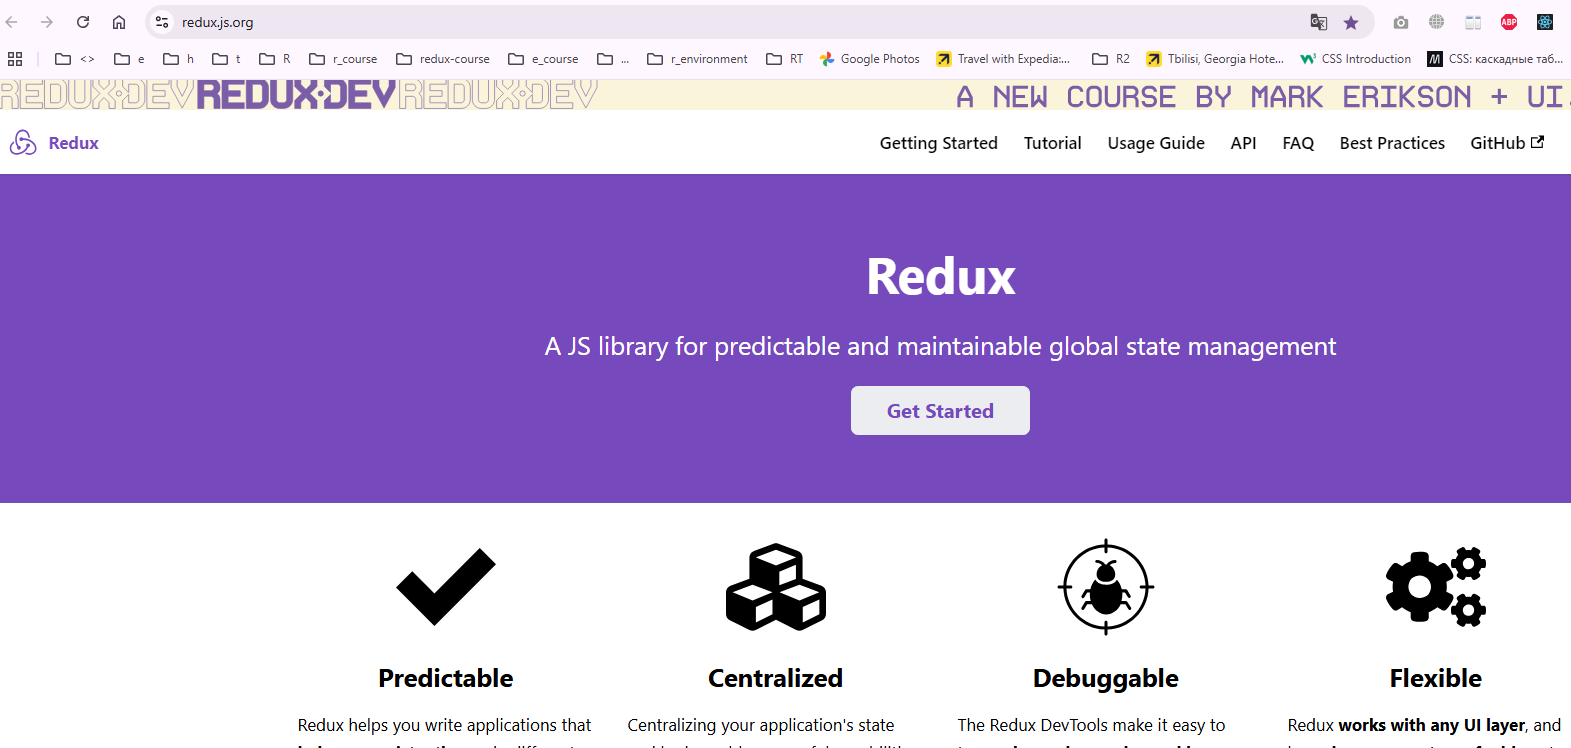 redux.js.org
<> e h t R r_course redux-course e_course ... r_environment RT Google Photos Travel with Expedia:... R2 Tbilisi, Georgia Hote... CSS Introduction CSS: каскадные таб...
REDUX·DEV REDUX·DEV REDUX·DEV A NEW COURSE BY MARK ERIKSON + UI.
Redux Getting Started Tutorial Usage Guide API FAQ Best Practices GitHub
Redux
A JS library for predictable and maintainable global state management
Get Started
Predictable Centralized Debuggable Flexible
Redux helps you write applications that Centralizing your application's state The Redux DevTools make it easy to Redux works with any UI layer, and